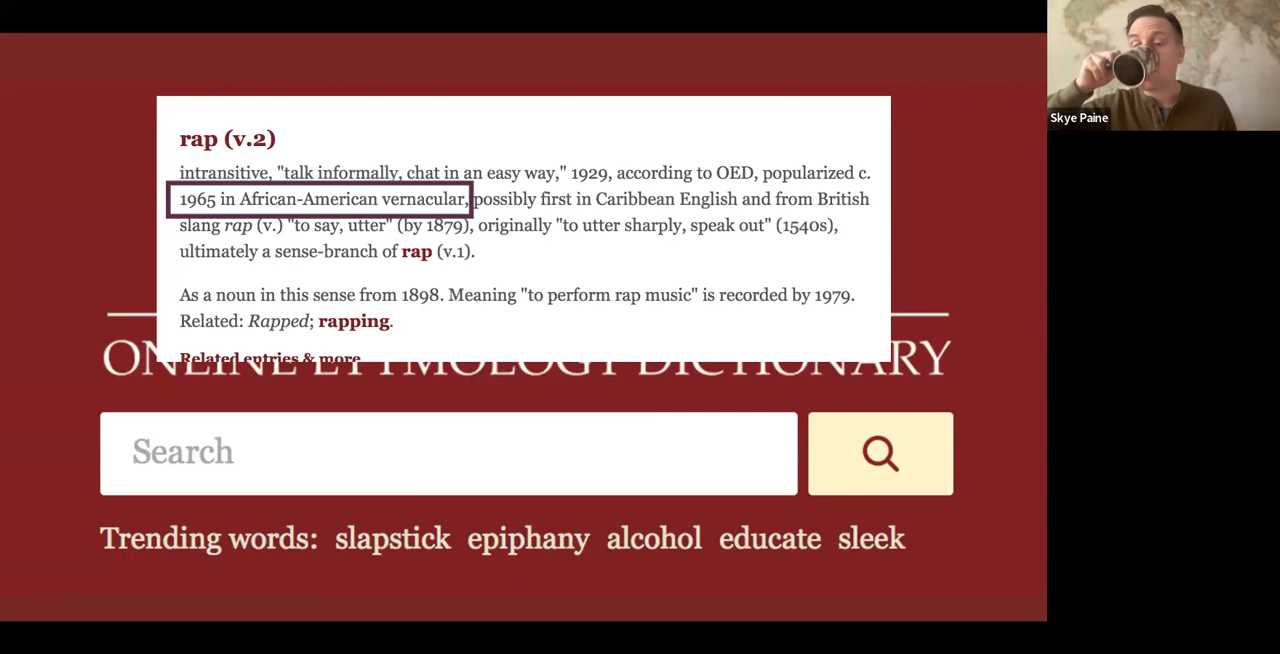 rap (v.2)
intransitive, "talk informally, chat in an easy way," 1929, according to OED, popularized c.
1965 in African-American vernacular, possibly first in Caribbean English and from British
slang rap (v.) "to say, utter" (by 1879), originally "to utter sharply, speak out" (1540s),
ultimately a sense-branch of rap (v.1).
As a noun in this sense from 1898. Meaning "to perform rap music" is recorded by 1979.
Related: Rapped; rapping.
Related entries & more
ONLINE ETYMOLOGY DICTIONARY
Search
Trending words: slapstick epiphany alcohol educate sleek
Skye Paine